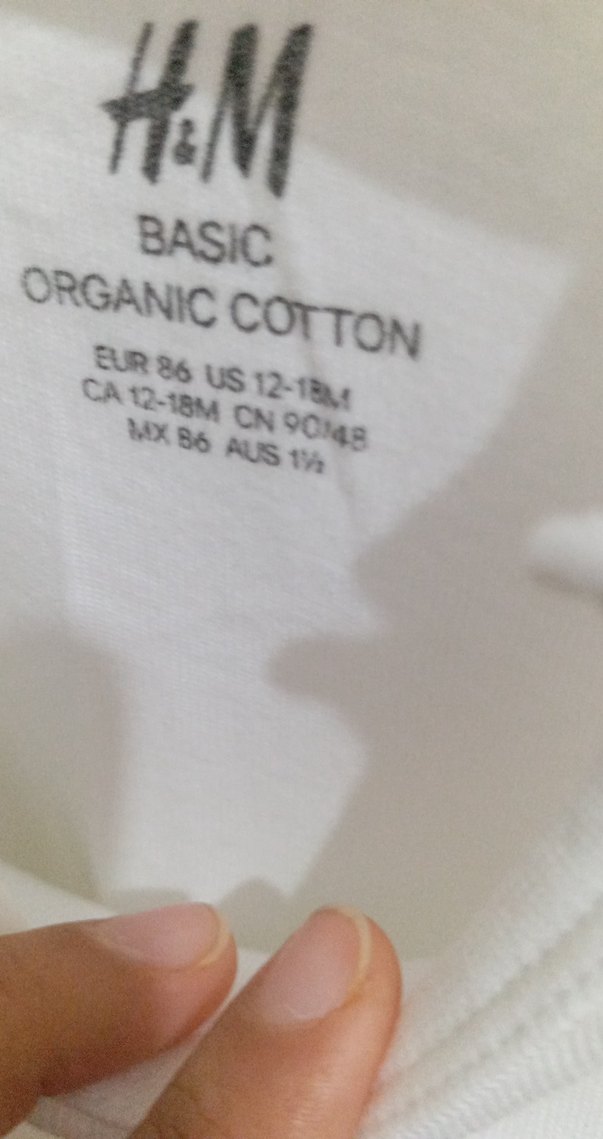 H&M
BASIC
ORGANIC COTTON
EUR 86 US 12-18M
CA 12-18M CN 90/48
MX 86 AUS 1½